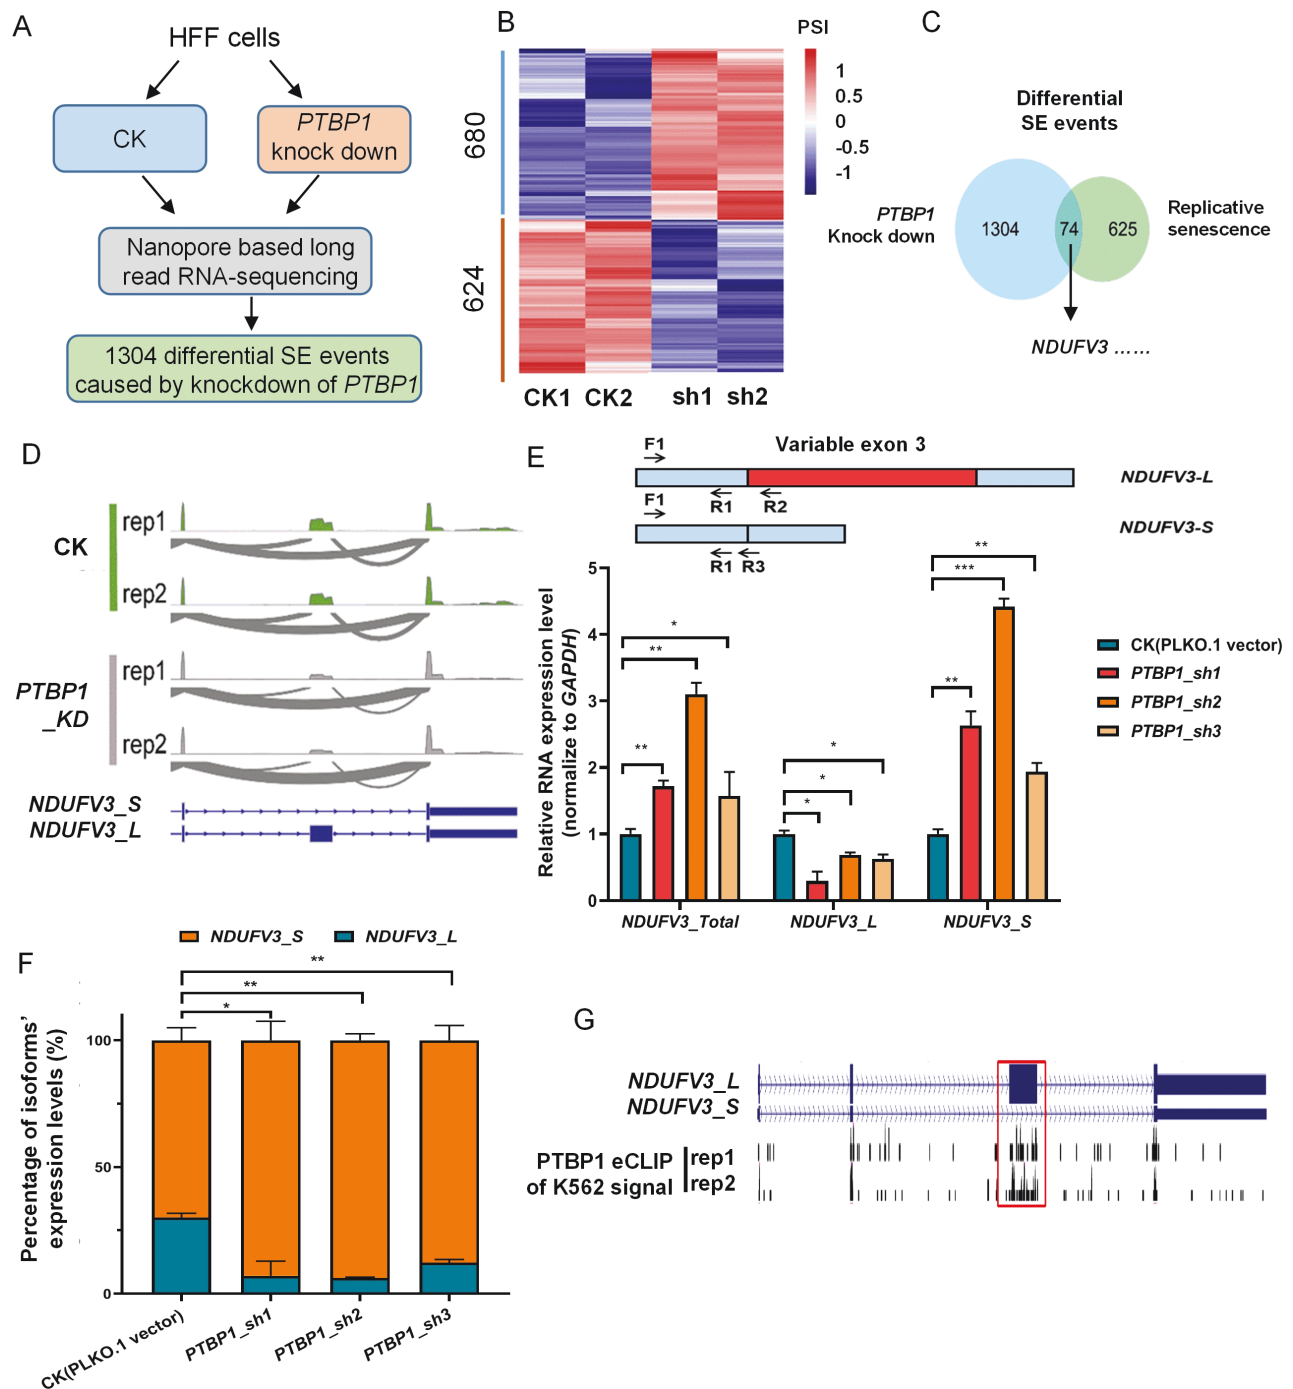 A
HFF cells
CK
PTBP1
knock down
Nanopore based long
read RNA-sequencing
1304 differential SE events
caused by knockdown of PTBP1
B
PSI
1
0.5
0
-0.5
-1
680
624
CK1 CK2 sh1 sh2
C
Differential
SE events
PTBP1
Knock down
1304 74 625
Replicative
senescence
NDUFV3 ......
D
CK
rep1
rep2
PTBP1
_KD
rep1
rep2
NDUFV3_S
NDUFV3_L
E
F1
Variable exon 3
NDUFV3-L
R1 R2
F1
NDUFV3-S
R1 R3
Relative RNA expression level
(normalize to GAPDH)
5
4
3
2
1
0
** ** *
* * *
** *** **
NDUFV3_Total NDUFV3_L NDUFV3_S
CK(PLKO.1 vector)
PTBP1_sh1
PTBP1_sh2
PTBP1_sh3
F
NDUFV3_S NDUFV3_L
**
**
*
Percentage of isoforms'
expression levels (%)
100
50
0
CK(PLKO.1 vector)
PTBP1_sh1
PTBP1_sh2
PTBP1_sh3
G
NDUFV3_L
NDUFV3_S
PTBP1 eCLIP
of K562 signal
rep1
rep2